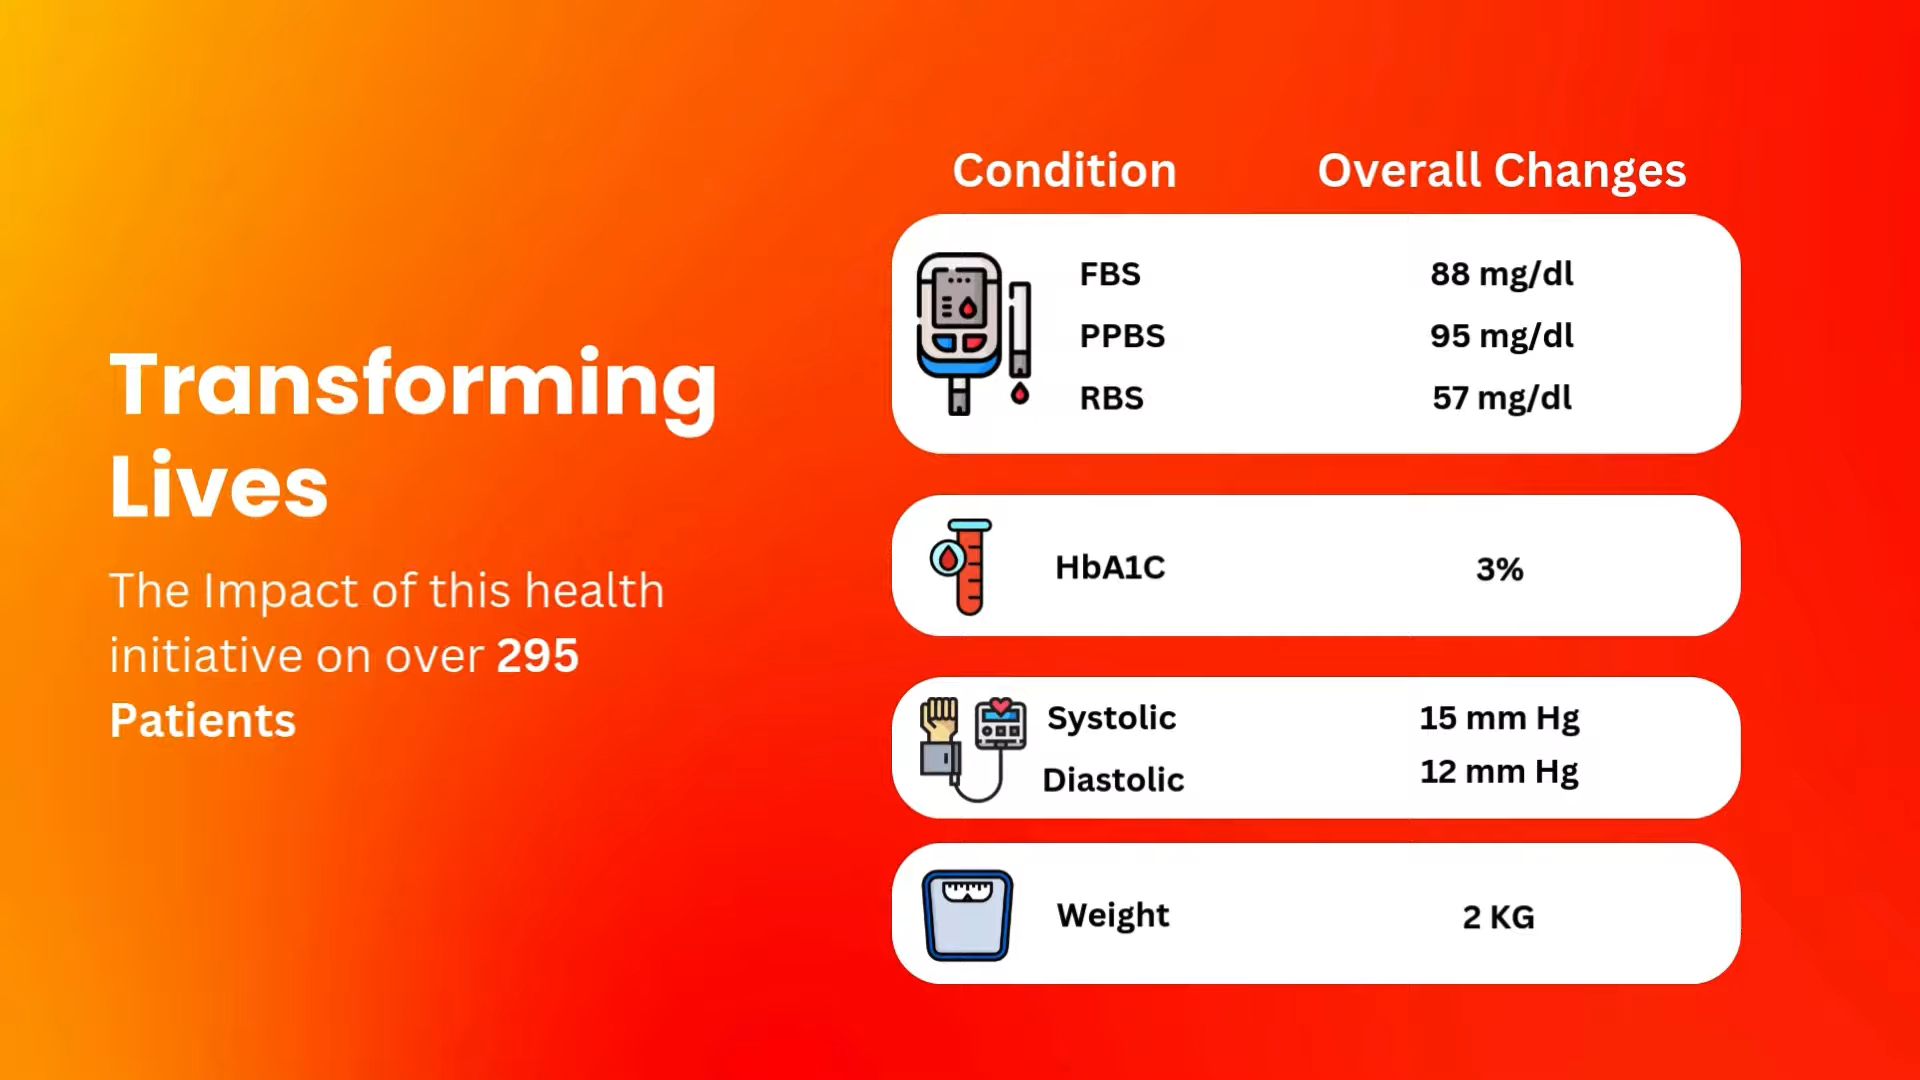 Transforming
Lives
The Impact of this health
initiative on over 295
Patients
Condition Overall Changes
FBS 88 mg/dl
PPBS 95 mg/dl
RBS 57 mg/dl
HbA1C 3%
Systolic 15 mm Hg
Diastolic 12 mm Hg
Weight 2 KG